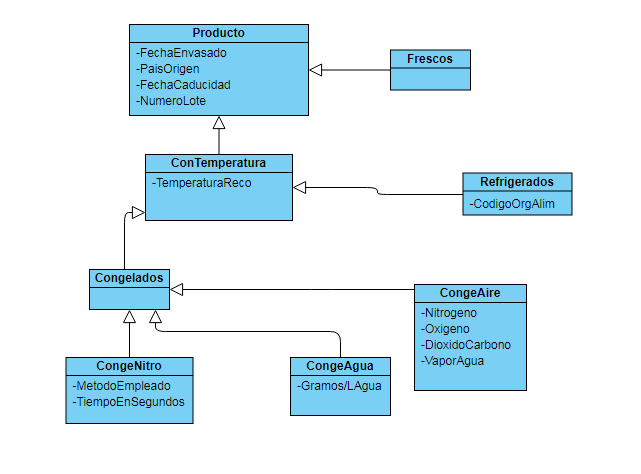 Producto
-FechaEnvasado
-PaisOrigen
-FechaCaducidad
-NumeroLote
Frescos
ConTemperatura
-TemperaturaReco
Refrigerados
-CodigoOrgAlim
Congelados
CongeAire
-Nitrogeno
-Oxigeno
-DioxidoCarbono
-VaporAgua
CongeNitro
-MetodoEmpleado
-TiempoEnSegundos
CongeAgua
-Gramos/LAgua